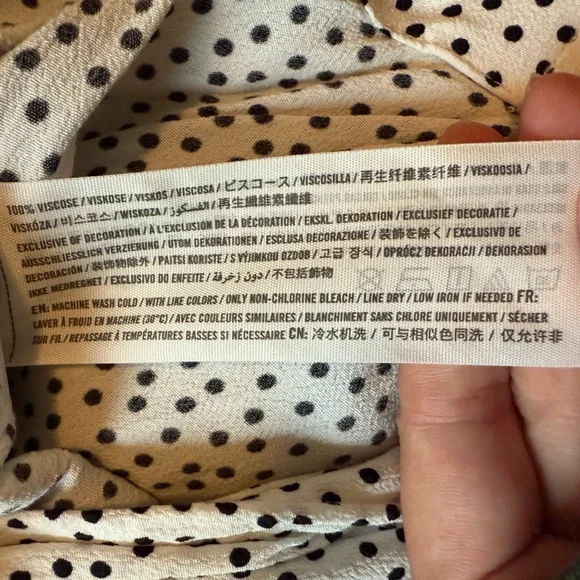 100% VISCOSE / VISKOSE / VISKOS / VISCOSA / ビスコース / VISCOSILLA / 再生纤维素纤维 / VISKOOSIA /
VISKÓZA / 비스코스 / WISKOZA / الفسكوز / 再生纖維素纖維
EXCLUSIVE OF DECORATION / À L'EXCLUSION DE LA DÉCORATION / EKSKL. DEKORATION / EXCLUSIEF DECORATIE /
AUSSCHLIESSLICH VERZIERUNG / UTOM DEKORATIONEN / ESCLUSA DECORAZIONE / 装飾を除く / EXCLUSIVO DE
DECORACIÓN / 装饰物除外 / PAITSI KORISTE / S VÝJIMKOU OZDOB / 고급 장식 / OPRÓCZ DEKORACJI / DEKORASION
IKKE MEDREGNET / EXCLUSIVO DO ENFEITE / دون زخرفة / 不包括飾物
EN: MACHINE WASH COLD / WITH LIKE COLORS / ONLY NON-CHLORINE BLEACH / LINE DRY / LOW IRON IF NEEDED FR:
LAVER À FROID EN MACHINE (30°C) / AVEC COULEURS SIMILAIRES / BLANCHIMENT SANS CHLORE UNIQUEMENT / SÉCHER
SUR FIL / REPASSAGE À TEMPÉRATURES BASSES SI NÉCESSAIRE CN: 冷水机洗 / 可与相似色同洗 / 仅允许非